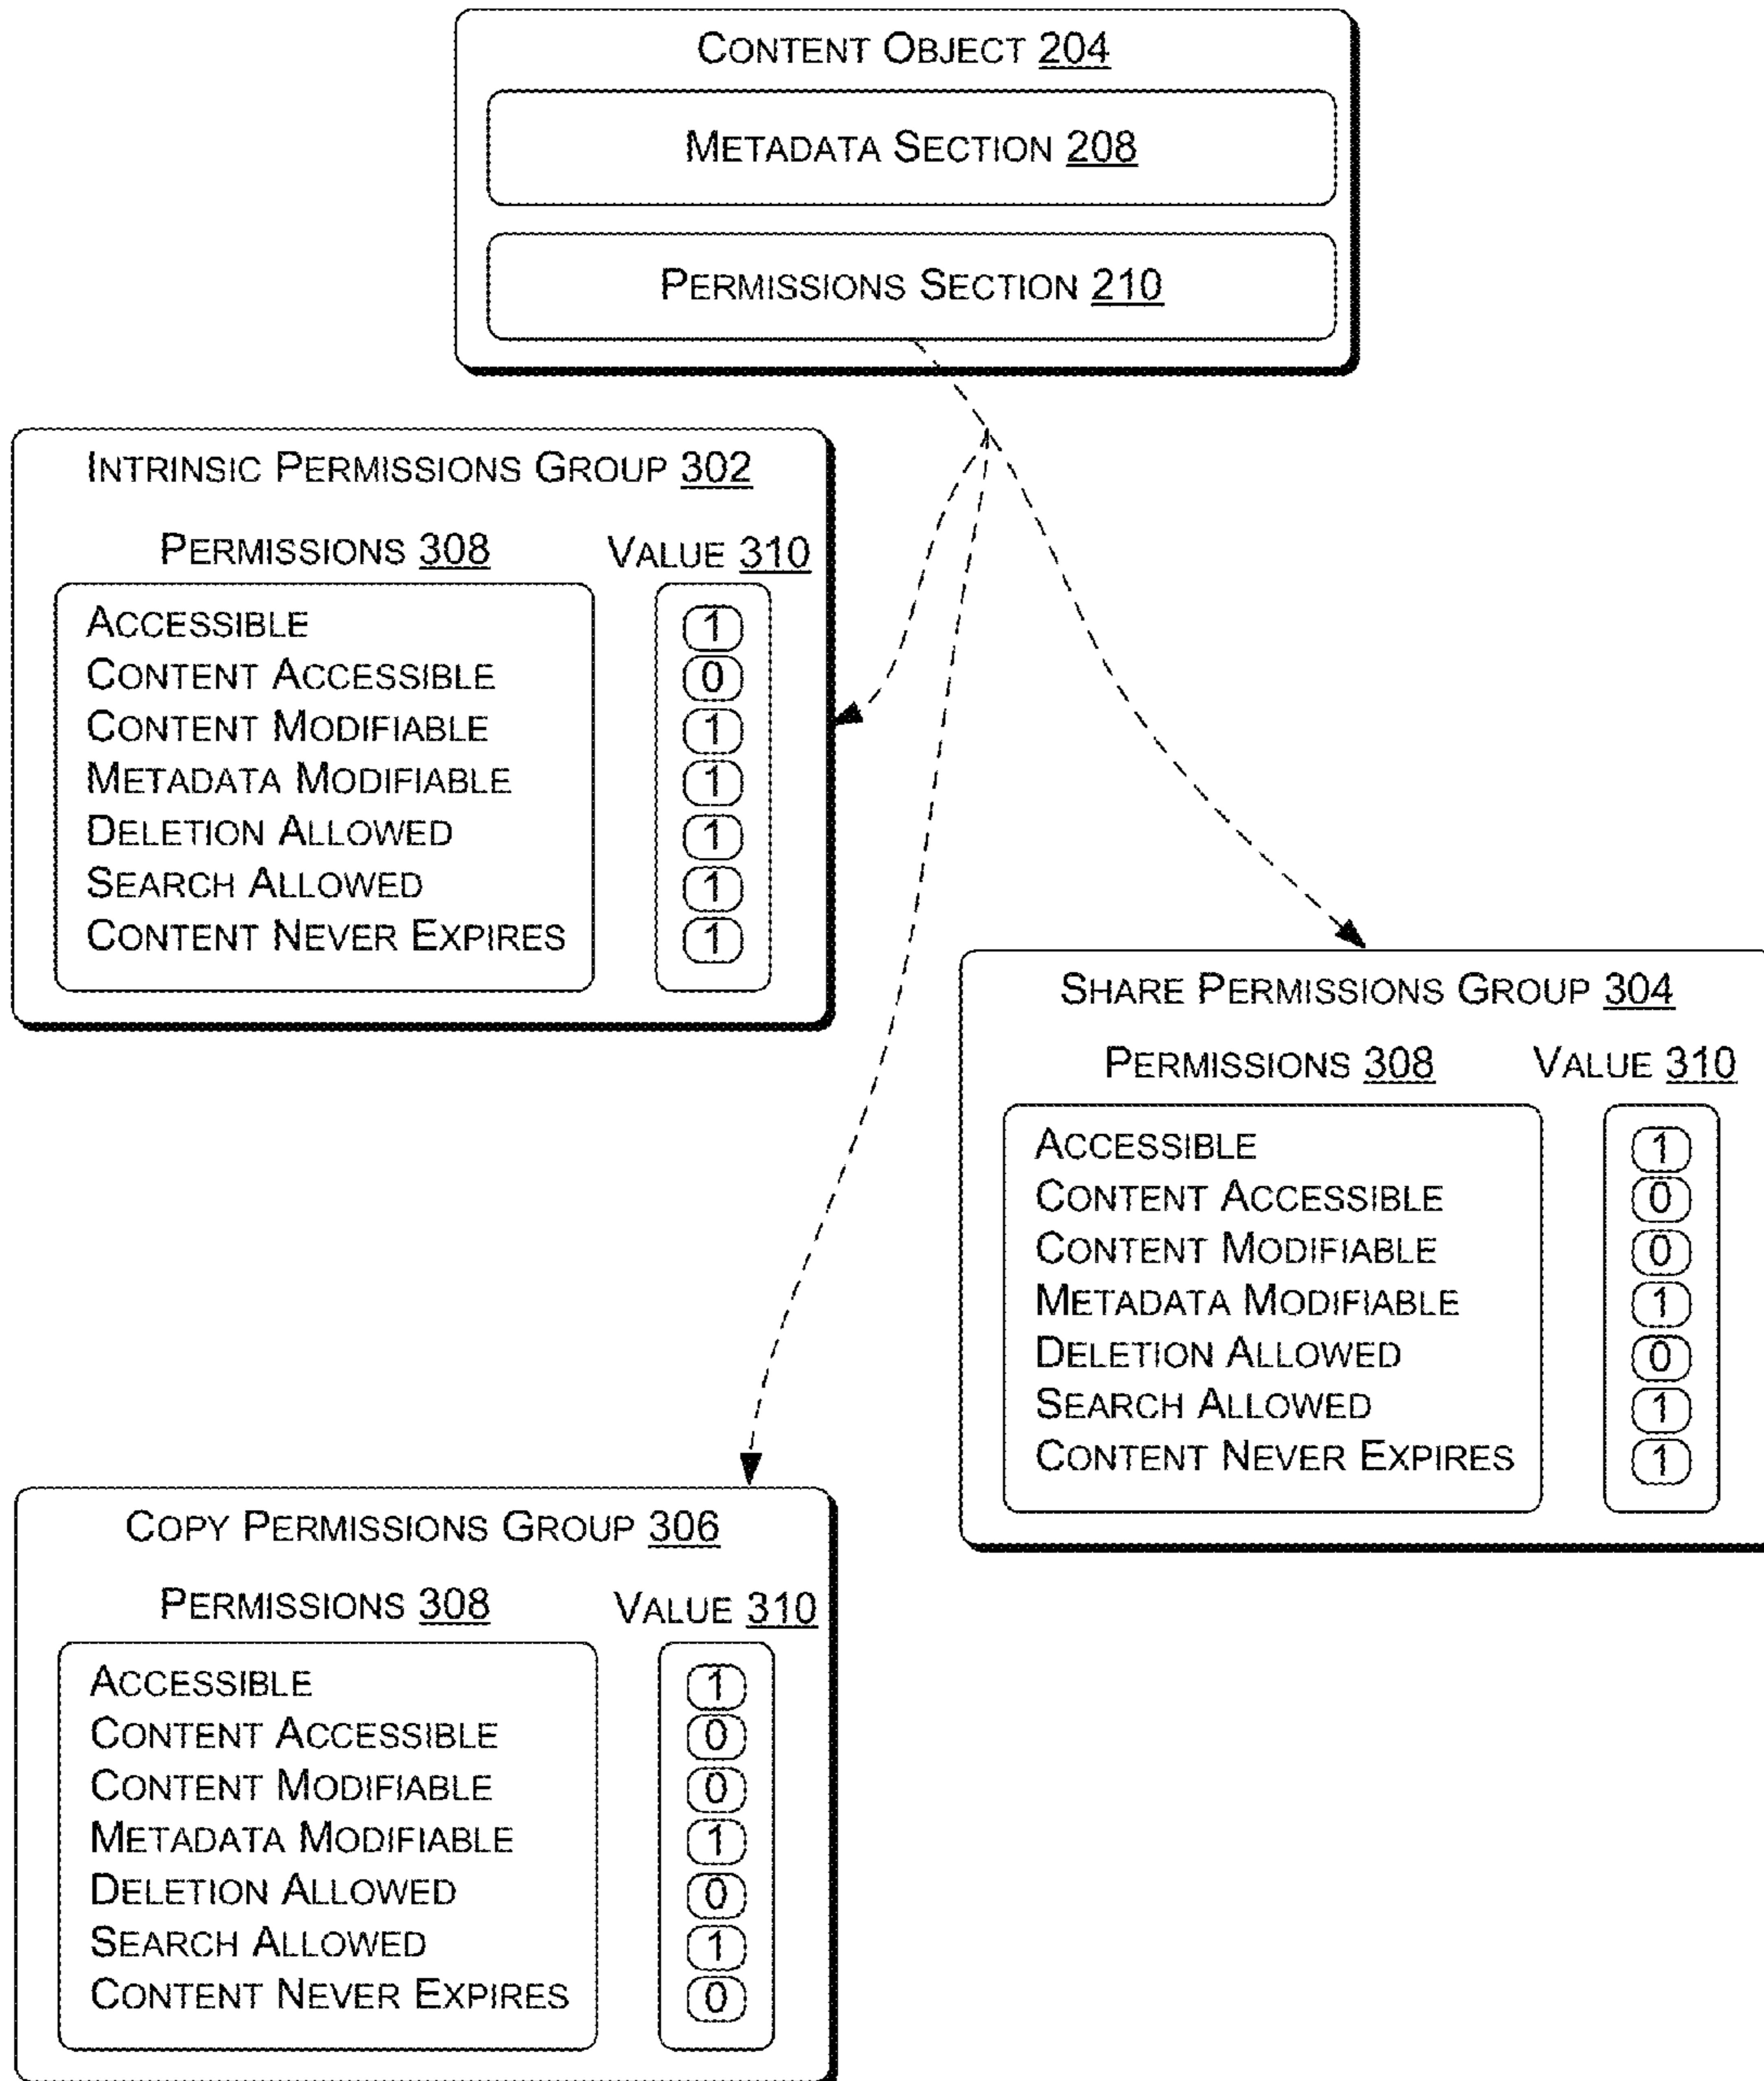 CONTENT OBJECT 204
METADATA SECTION 208
PERMISSIONS SECTION 210
INTRINSIC PERMISSIONS GROUP 302
PERMISSIONS 308 VALUE 310
ACCESSIBLE 1
CONTENT ACCESSIBLE 0
CONTENT MODIFIABLE 1
METADATA MODIFIABLE 1
DELETION ALLOWED 1
SEARCH ALLOWED 1
CONTENT NEVER EXPIRES 1
SHARE PERMISSIONS GROUP 304
PERMISSIONS 308 VALUE 310
ACCESSIBLE 1
CONTENT ACCESSIBLE 0
CONTENT MODIFIABLE 0
METADATA MODIFIABLE 1
DELETION ALLOWED 0
SEARCH ALLOWED 1
CONTENT NEVER EXPIRES 1
COPY PERMISSIONS GROUP 306
PERMISSIONS 308 VALUE 310
ACCESSIBLE 1
CONTENT ACCESSIBLE 0
CONTENT MODIFIABLE 0
METADATA MODIFIABLE 1
DELETION ALLOWED 0
SEARCH ALLOWED 1
CONTENT NEVER EXPIRES 0